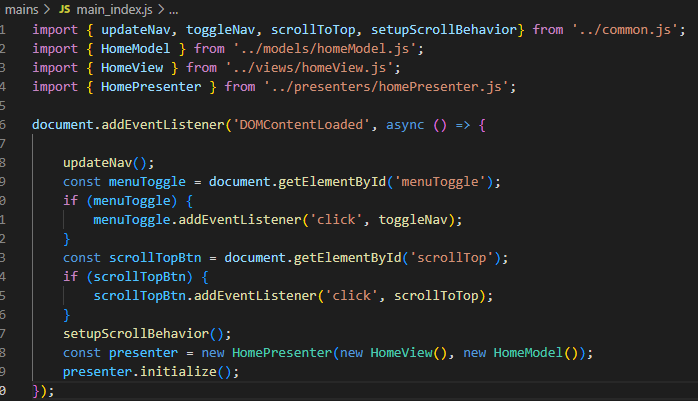 mains > JS main_index.js > ...
1 import { updateNav, toggleNav, scrollToTop, setupScrollBehavior} from '../common.js';
2 import { HomeModel } from '../models/homeModel.js';
3 import { HomeView } from '../views/homeView.js';
4 import { HomePresenter } from '../presenters/homePresenter.js';
5
6 document.addEventListener('DOMContentLoaded', async () => {
7
8     updateNav();
9     const menuToggle = document.getElementById('menuToggle');
0     if (menuToggle) {
1         menuToggle.addEventListener('click', toggleNav);
2     }
3     const scrollTopBtn = document.getElementById('scrollTop');
4     if (scrollTopBtn) {
5         scrollTopBtn.addEventListener('click', scrollToTop);
6     }
7     setupScrollBehavior();
8     const presenter = new HomePresenter(new HomeView(), new HomeModel());
9     presenter.initialize();
0 });